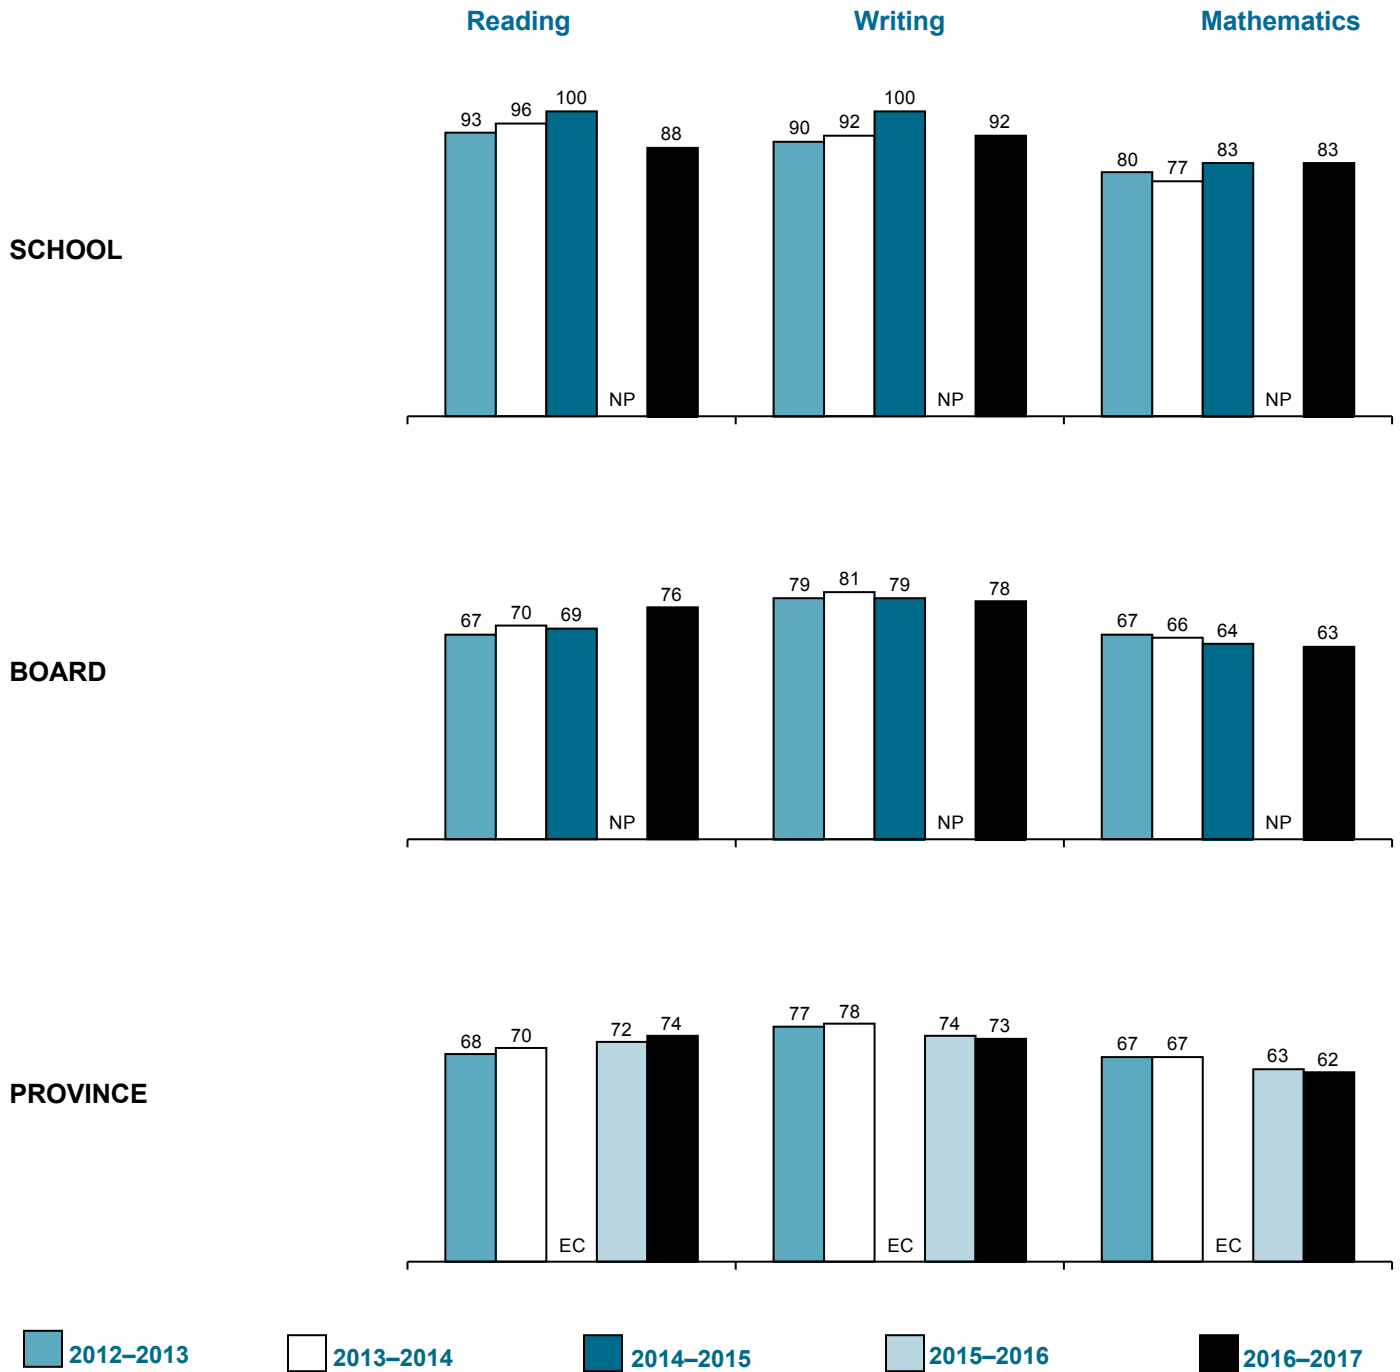 Reading Writing Mathematics
SCHOOL
93 96 100 NP 88 90 92 100 NP 92 80 77 83 NP 83
BOARD
67 70 69 NP 76 79 81 79 NP 78 67 66 64 NP 63
PROVINCE
68 70 EC 72 74 77 78 EC 74 73 67 67 EC 63 62
2012–2013 2013–2014 2014–2015 2015–2016 2016–2017